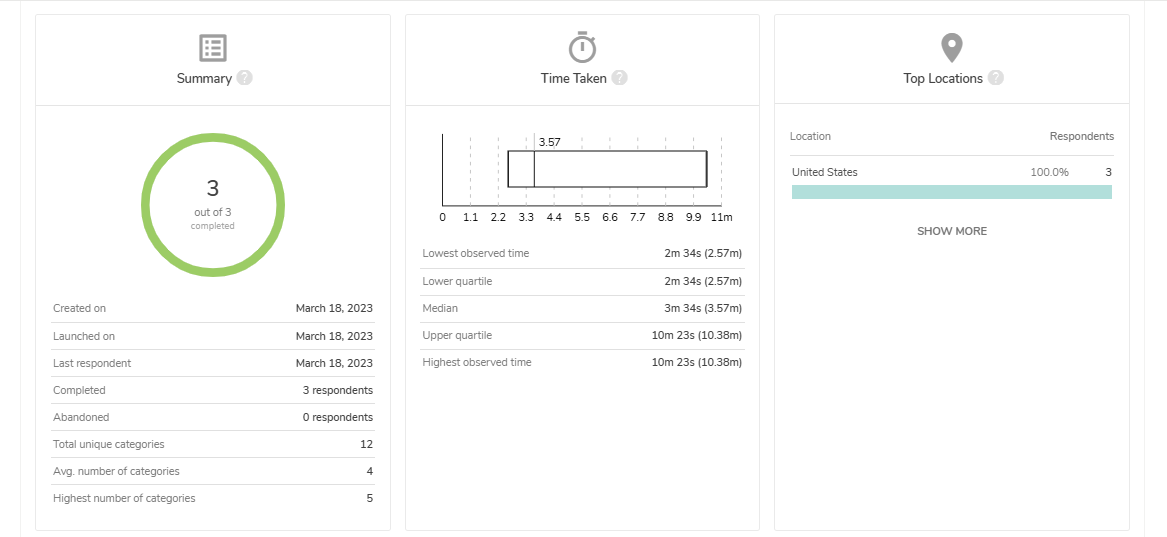 Summary ?
3
out of 3
completed
Created on March 18, 2023
Launched on March 18, 2023
Last respondent March 18, 2023
Completed 3 respondents
Abandoned 0 respondents
Total unique categories 12
Avg. number of categories 4
Highest number of categories 5
Time Taken ?
3.57
0 1.1 2.2 3.3 4.4 5.5 6.6 7.7 8.8 9.9 11m
Lowest observed time 2m 34s (2.57m)
Lower quartile 2m 34s (2.57m)
Median 3m 34s (3.57m)
Upper quartile 10m 23s (10.38m)
Highest observed time 10m 23s (10.38m)
Top Locations ?
Location Respondents
United States 100.0% 3
SHOW MORE